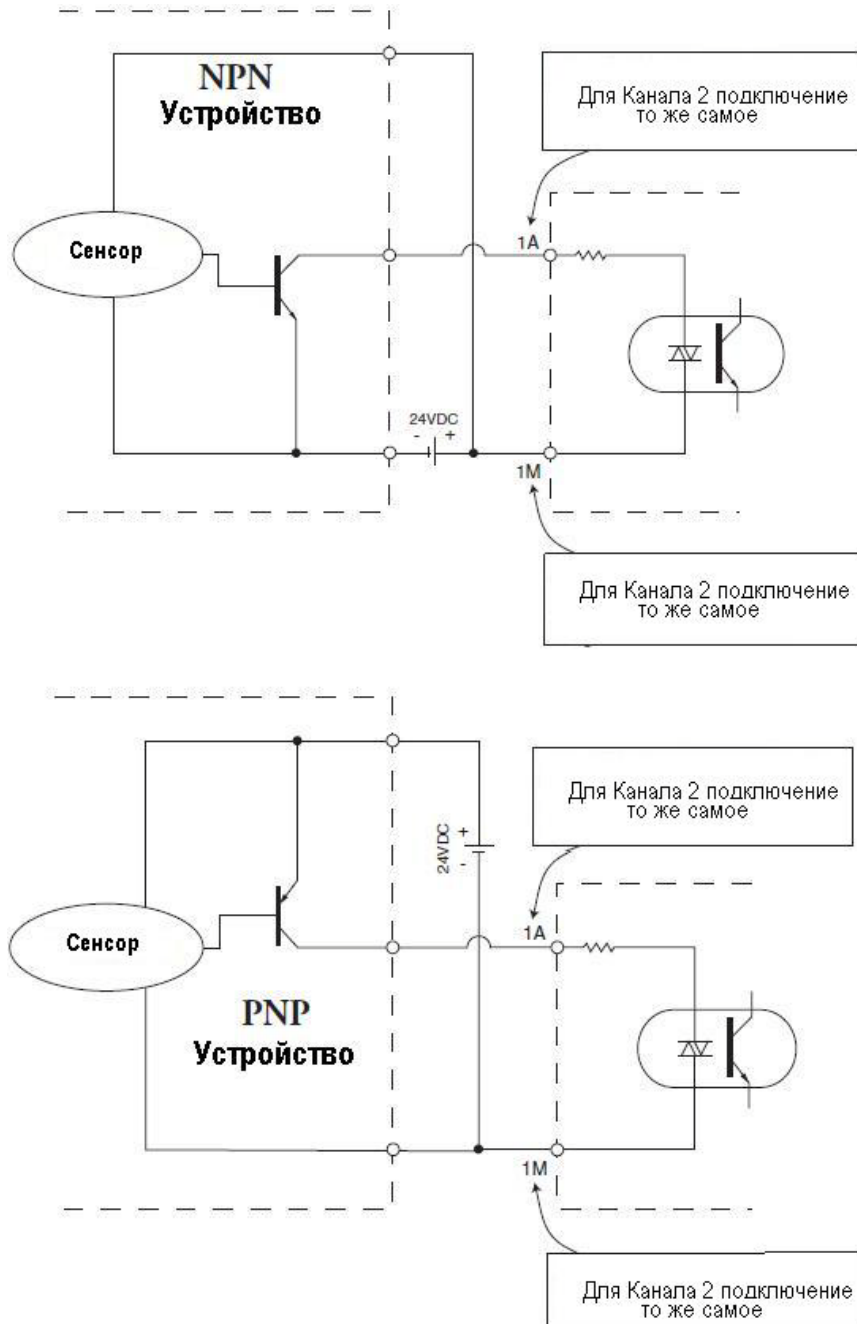 NPN
Устройство
Для Канала 2 подключение
то же самое
Сенсор
1A
24VDC
- +
1M
Для Канала 2 подключение
то же самое
Для Канала 2 подключение
то же самое
24VDC
+
-
1A
Сенсор
PNP
Устройство
1M
Для Канала 2 подключение
то же самое